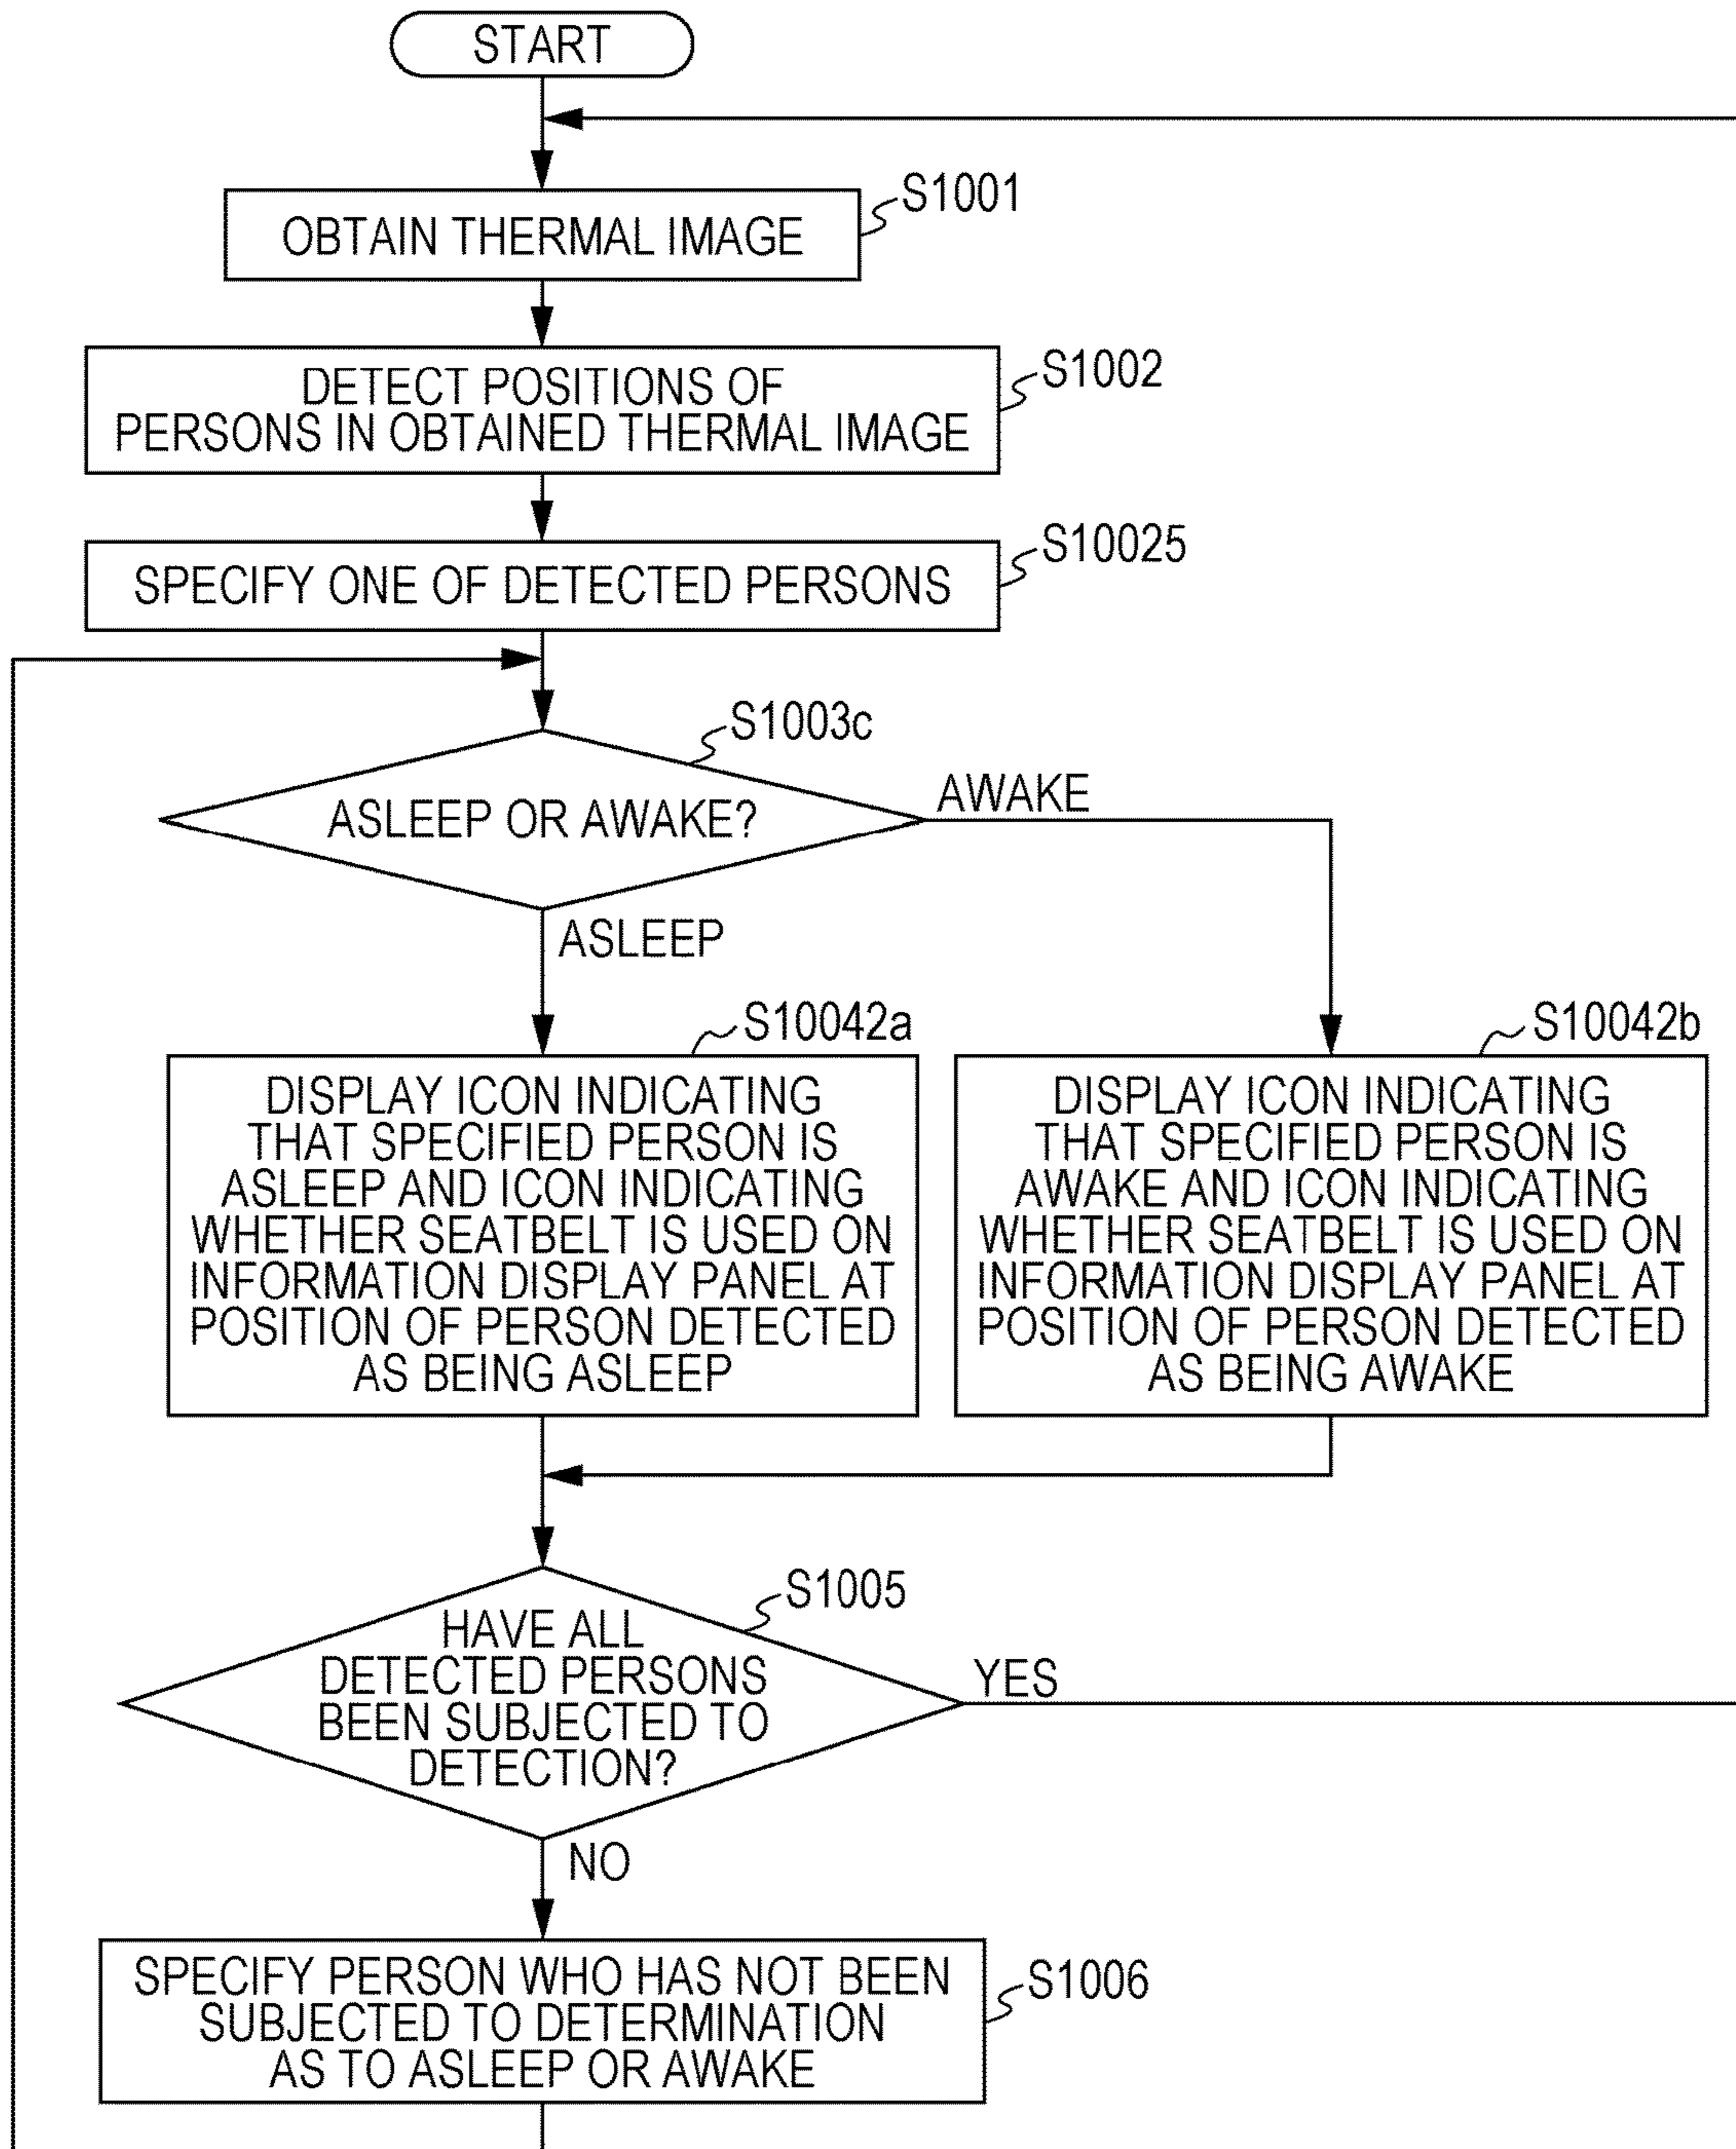 START
S1001
OBTAIN THERMAL IMAGE
S1002
DETECT POSITIONS OF
PERSONS IN OBTAINED THERMAL IMAGE
S10025
SPECIFY ONE OF DETECTED PERSONS
S1003c
ASLEEP OR AWAKE?
AWAKE
ASLEEP
S10042a
DISPLAY ICON INDICATING
THAT SPECIFIED PERSON IS
ASLEEP AND ICON INDICATING
WHETHER SEATBELT IS USED ON
INFORMATION DISPLAY PANEL AT
POSITION OF PERSON DETECTED
AS BEING ASLEEP
S10042b
DISPLAY ICON INDICATING
THAT SPECIFIED PERSON IS
AWAKE AND ICON INDICATING
WHETHER SEATBELT IS USED ON
INFORMATION DISPLAY PANEL AT
POSITION OF PERSON DETECTED
AS BEING AWAKE
S1005
HAVE ALL
DETECTED PERSONS
BEEN SUBJECTED TO
DETECTION?
YES
NO
S1006
SPECIFY PERSON WHO HAS NOT BEEN
SUBJECTED TO DETERMINATION
AS TO ASLEEP OR AWAKE